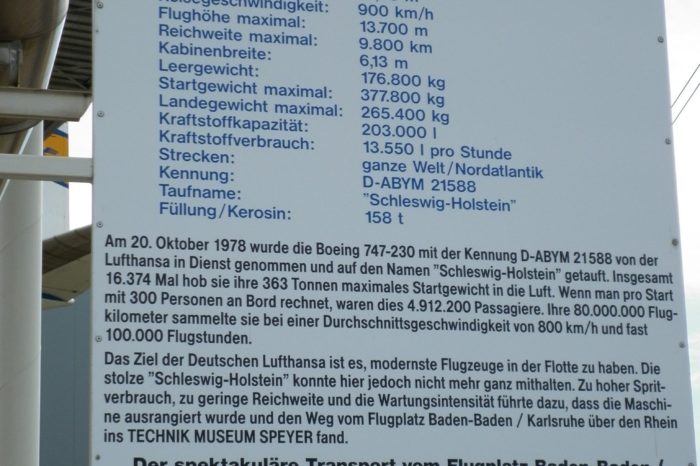 Reisegeschwindigkeit: 900 km/h
Flughöhe maximal: 13.700 m
Reichweite maximal: 9.800 km
Kabinenbreite: 6,13 m
Leergewicht: 176.800 kg
Startgewicht maximal: 377.800 kg
Landegewicht maximal: 265.400 kg
Kraftstoffkapazität: 203.000 l
Kraftstoffverbrauch: 13.550 l pro Stunde
Strecken: ganze Welt/Nordatlantik
Kennung: D-ABYM 21588
Taufname: "Schleswig-Holstein"
Füllung/Kerosin: 158 t
Am 20. Oktober 1978 wurde die Boeing 747-230 mit der Kennung D-ABYM 21588 von der
Lufthansa in Dienst genommen und auf den Namen "Schleswig-Holstein" getauft. Insgesamt
16.374 Mal hob sie ihre 363 Tonnen maximales Startgewicht in die Luft. Wenn man pro Start
mit 300 Personen an Bord rechnet, waren dies 4.912.200 Passagiere. Ihre 80.000.000 Flug-
kilometer sammelte sie bei einer Durchschnittsgeschwindigkeit von 800 km/h und fast
100.000 Flugstunden.
Das Ziel der Deutschen Lufthansa ist es, modernste Flugzeuge in der Flotte zu haben. Die
stolze "Schleswig-Holstein" konnte hier jedoch nicht mehr ganz mithalten. Zu hoher Sprit-
verbrauch, zu geringe Reichweite und die Wartungsintensität führte dazu, dass die Maschi-
ne ausrangiert wurde und den Weg vom Flugplatz Baden-Baden / Karlsruhe über den Rhein
ins TECHNIK MUSEUM SPEYER fand.
Der spektakuläre Transport vom Flugplatz Baden-Baden /